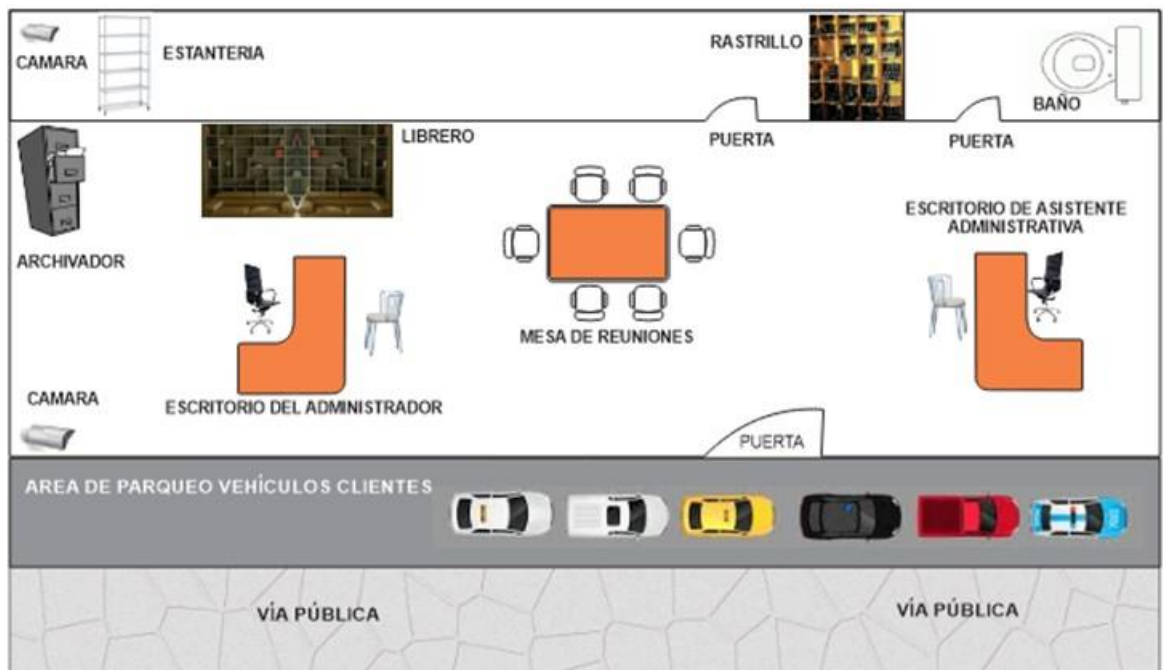 CAMARA
ESTANTERIA
RASTRILLO
BAÑO
PUERTA
PUERTA
LIBRERO
ARCHIVADOR
ESCRITORIO DE ASISTENTE
ADMINISTRATIVA
MESA DE REUNIONES
CAMARA
ESCRITORIO DEL ADMINISTRADOR
PUERTA
AREA DE PARQUEO VEHÍCULOS CLIENTES
VÍA PÚBLICA
VÍA PÚBLICA